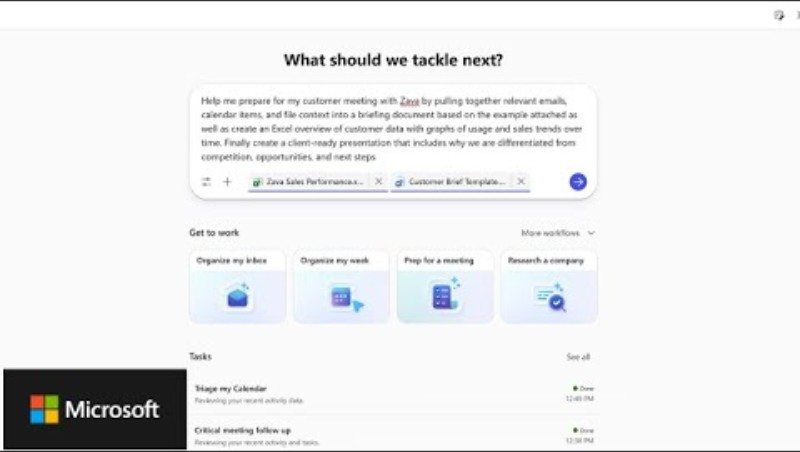 What should we tackle next?
Help me prepare for my customer meeting with Zava by pulling together relevant emails,
calendar items, and file context into a briefing document based on the example attached as
well as create an Excel overview of customer data with graphs of usage and sales trends over
time. Finally create a client-ready presentation that includes why we are differentiated from
competition, opportunities, and next steps
Zava Sales Performance.x... Customer Brief Template...
Get to work More workflows
Organize my inbox Organize my week Prep for a meeting Research a company
Tasks See all
Triage my Calendar Done
Reviewing your recent activity data. 12:49 PM
Critical meeting follow up Done
Reviewing your recent activity and tasks.
Microsoft